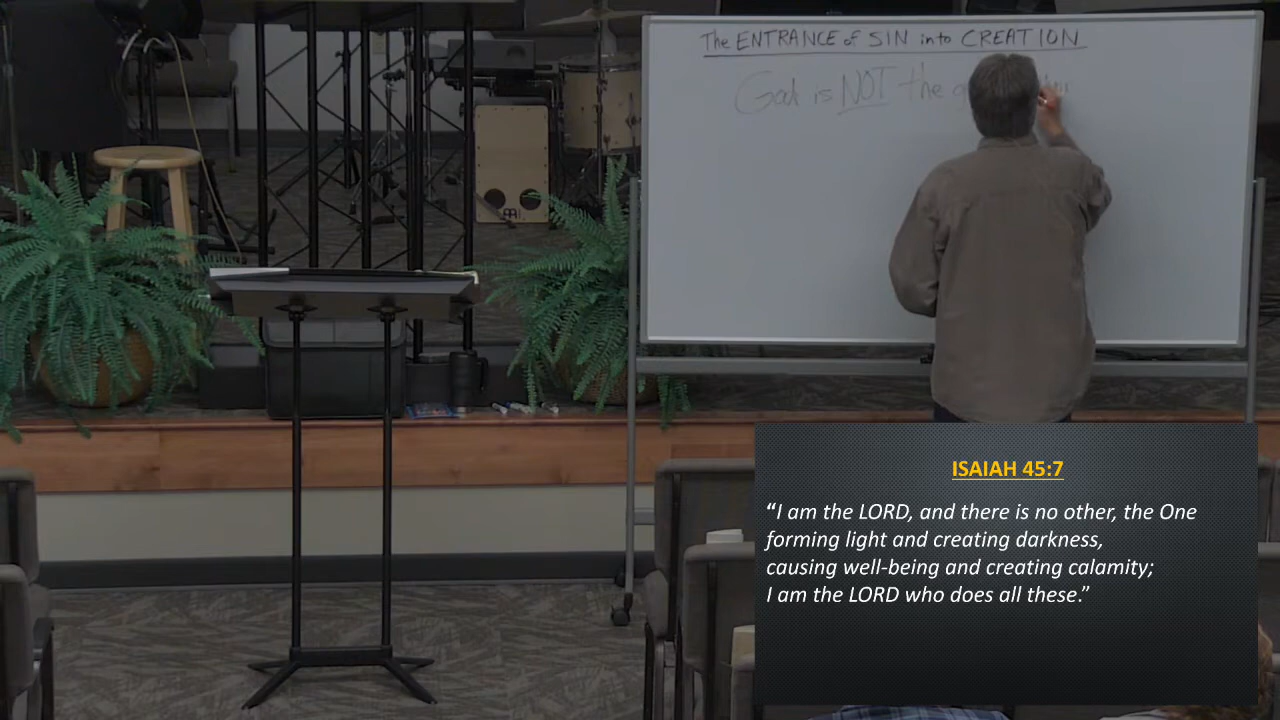 The ENTRANCE of SIN into CREATION
God is NOT the
MEINL
ISAIAH 45:7
“I am the LORD, and there is no other, the One
forming light and creating darkness,
causing well-being and creating calamity;
I am the LORD who does all these.”